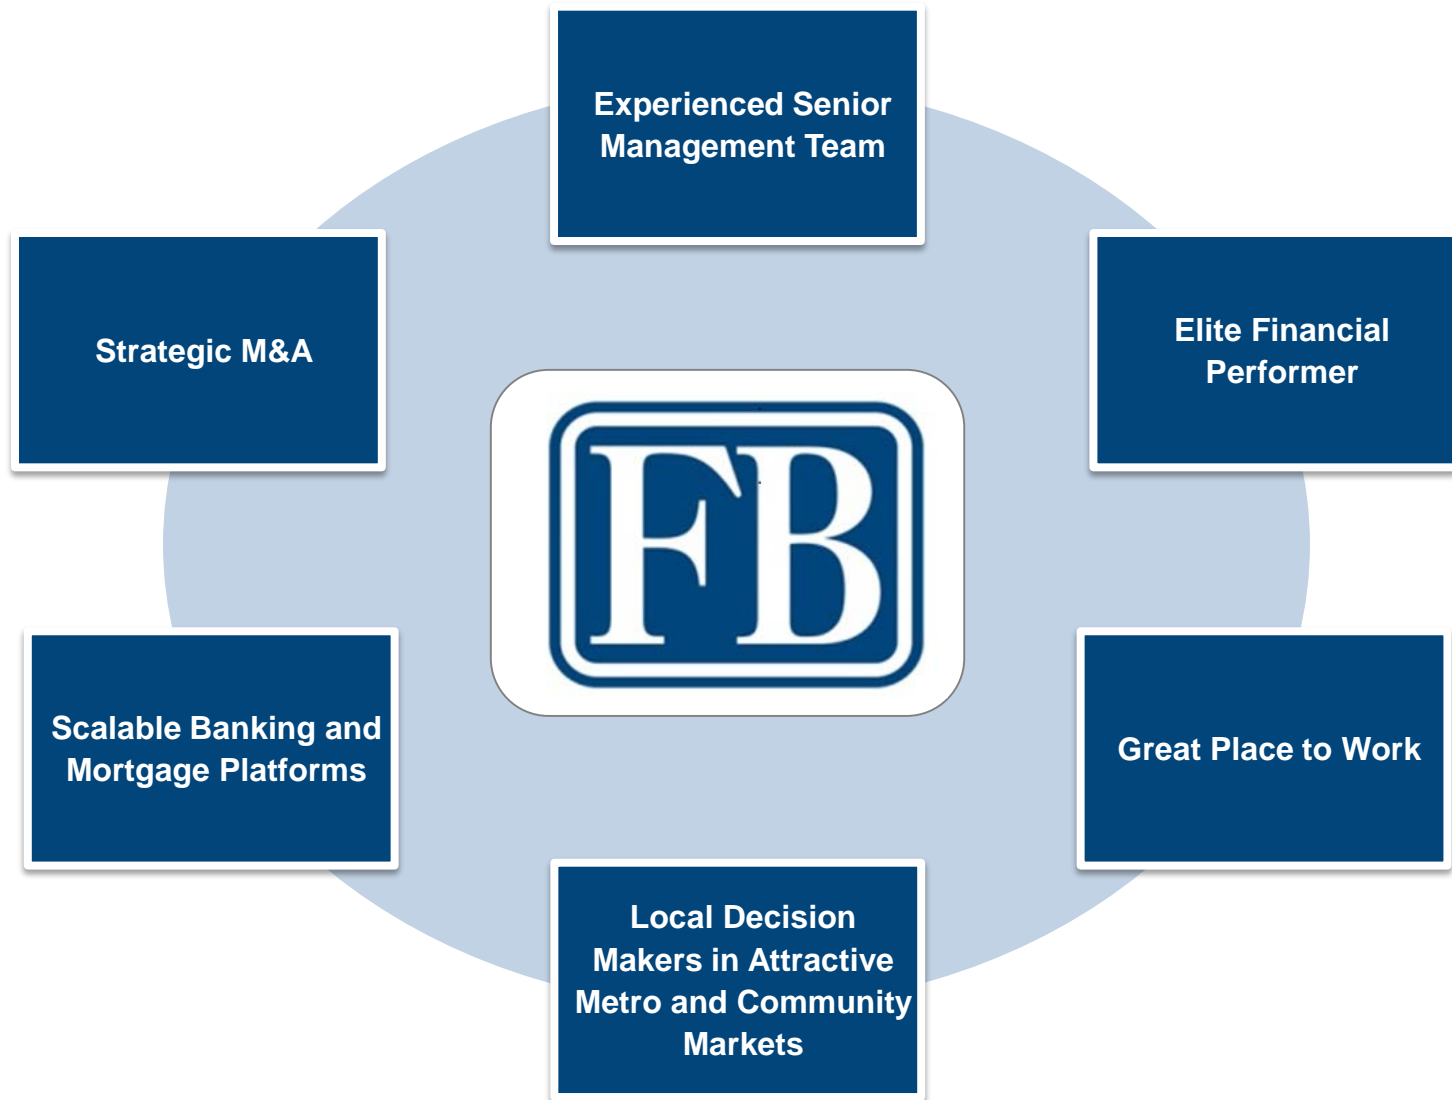 Experienced Senior
Management Team
Strategic M&A
Elite Financial
Performer
FB
Scalable Banking and
Mortgage Platforms
Great Place to Work
Local Decision
Makers in Attractive
Metro and Community
Markets